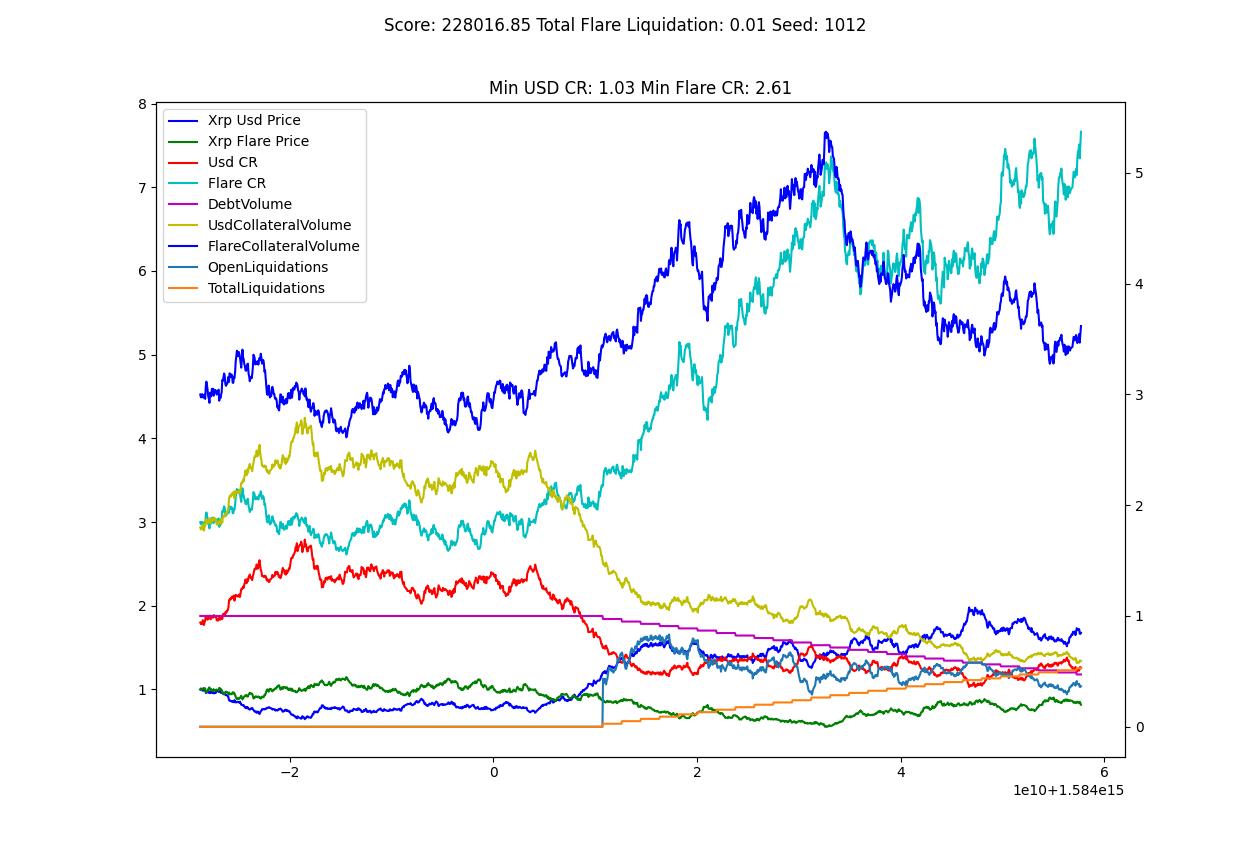 Score: 228016.85 Total Flare Liquidation: 0.01 Seed: 1012
Min USD CR: 1.03 Min Flare CR: 2.61
8
7
6
5
4
3
2
1
Xrp Usd Price
Xrp Flare Price
Usd CR
Flare CR
DebtVolume
UsdCollateralVolume
FlareCollateralVolume
OpenLiquidations
TotalLiquidations
5
4
3
2
1
0
−2
0
2
4
6
1e10+1.584e15